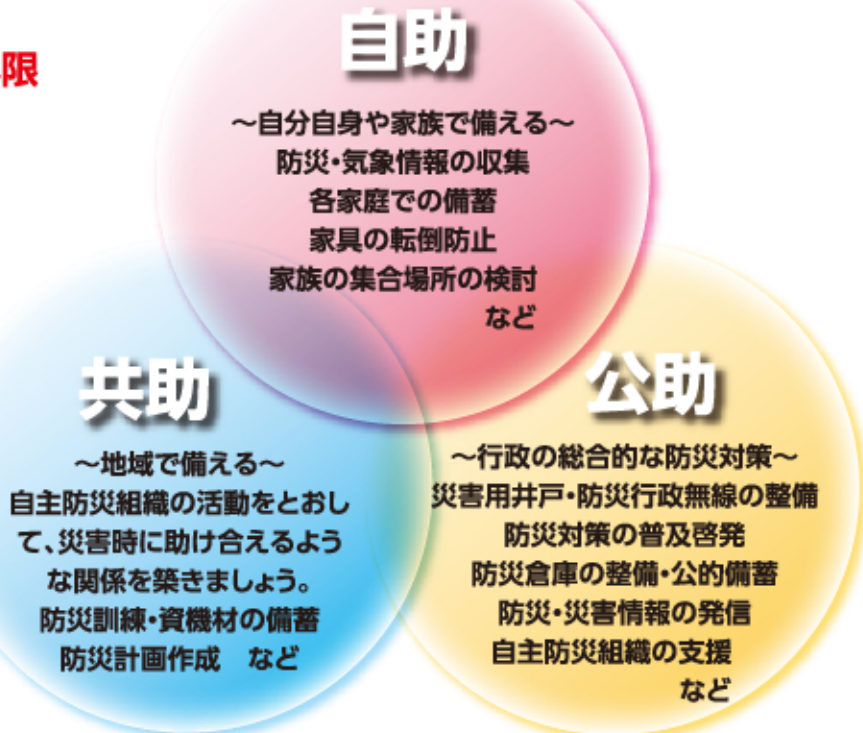 限
自助
～自分自身や家族で備える～
防災・気象情報の収集
各家庭での備蓄
家具の転倒防止
家族の集合場所の検討
など
共助
～地域で備える～
自主防災組織の活動をとおし
て、災害時に助け合えるよう
な関係を築きましょう。
防災訓練・資機材の備蓄
防災計画作成　など
公助
～行政の総合的な防災対策～
災害用井戸・防災行政無線の整備
防災対策の普及啓発
防災倉庫の整備・公的備蓄
防災・災害情報の発信
自主防災組織の支援
など